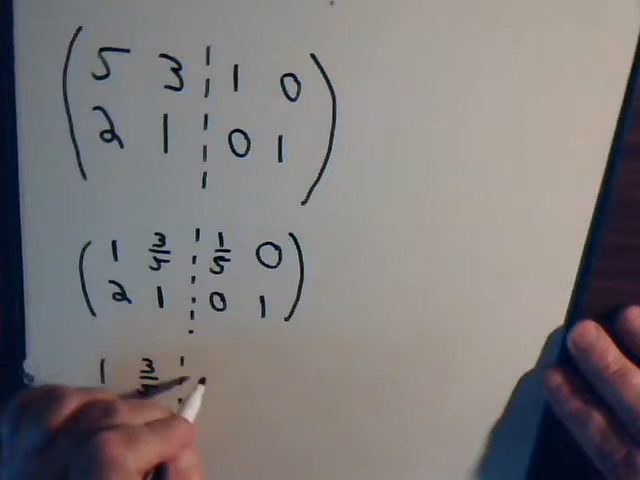 5 3 1 0
2 1 0 1
1 3/5 1/5 0
2 1 0 1
1 3/5